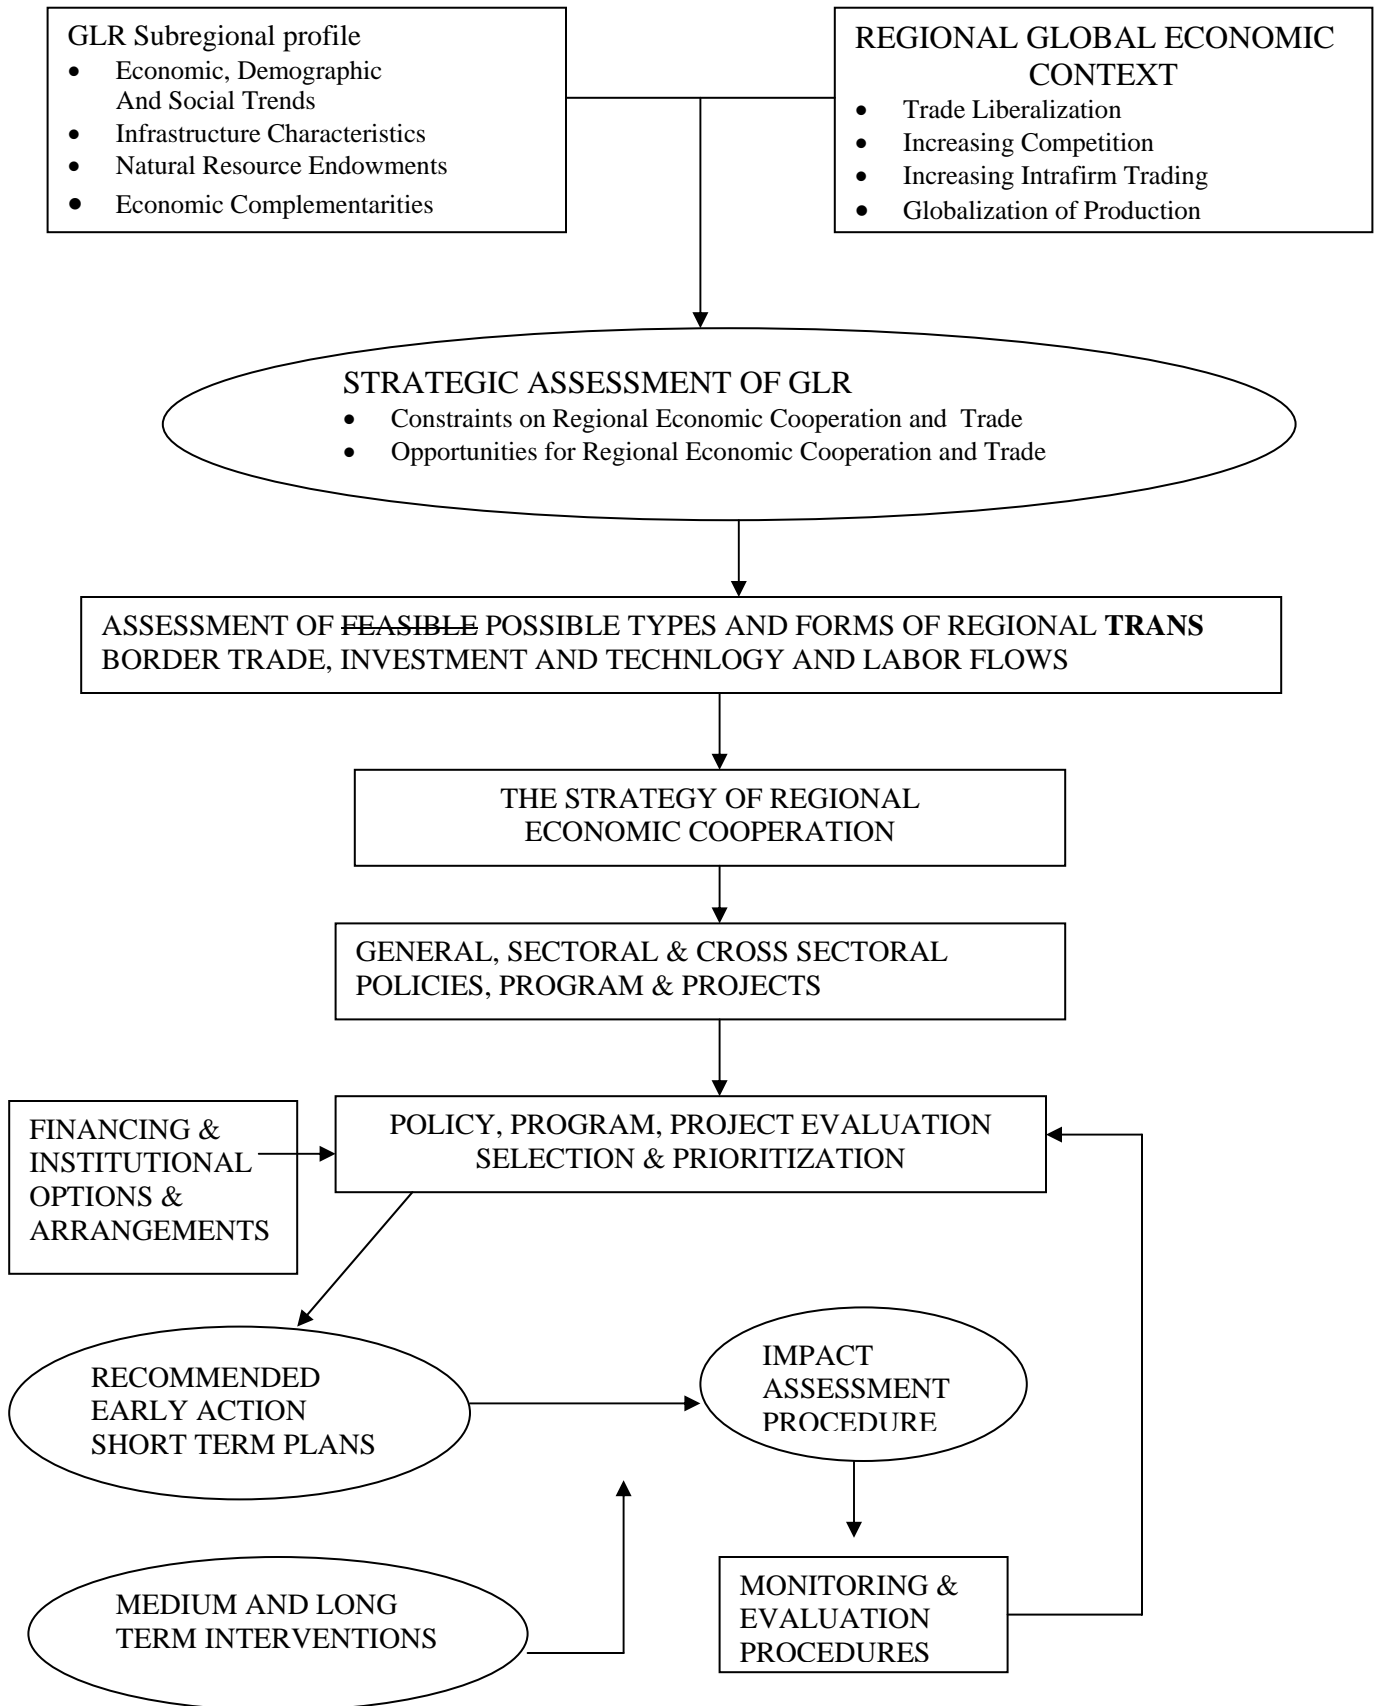 GLR Subregional profile
• Economic, Demographic
And Social Trends
• Infrastructure Characteristics
• Natural Resource Endowments
• Economic Complementarities
REGIONAL GLOBAL ECONOMIC
CONTEXT
• Trade Liberalization
• Increasing Competition
• Increasing Intrafirm Trading
• Globalization of Production
STRATEGIC ASSESSMENT OF GLR
• Constraints on Regional Economic Cooperation and Trade
• Opportunities for Regional Economic Cooperation and Trade
ASSESSMENT OF FEASIBLE POSSIBLE TYPES AND FORMS OF REGIONAL TRANS
BORDER TRADE, INVESTMENT AND TECHNLOGY AND LABOR FLOWS
THE STRATEGY OF REGIONAL
ECONOMIC COOPERATION
GENERAL, SECTORAL & CROSS SECTORAL
POLICIES, PROGRAM & PROJECTS
FINANCING &
INSTITUTIONAL
OPTIONS &
ARRANGEMENTS
POLICY, PROGRAM, PROJECT EVALUATION
SELECTION & PRIORITIZATION
RECOMMENDED
EARLY ACTION
SHORT TERM PLANS
IMPACT
ASSESSMENT
PROCEDURE
MEDIUM AND LONG
TERM INTERVENTIONS
MONITORING &
EVALUATION
PROCEDURES